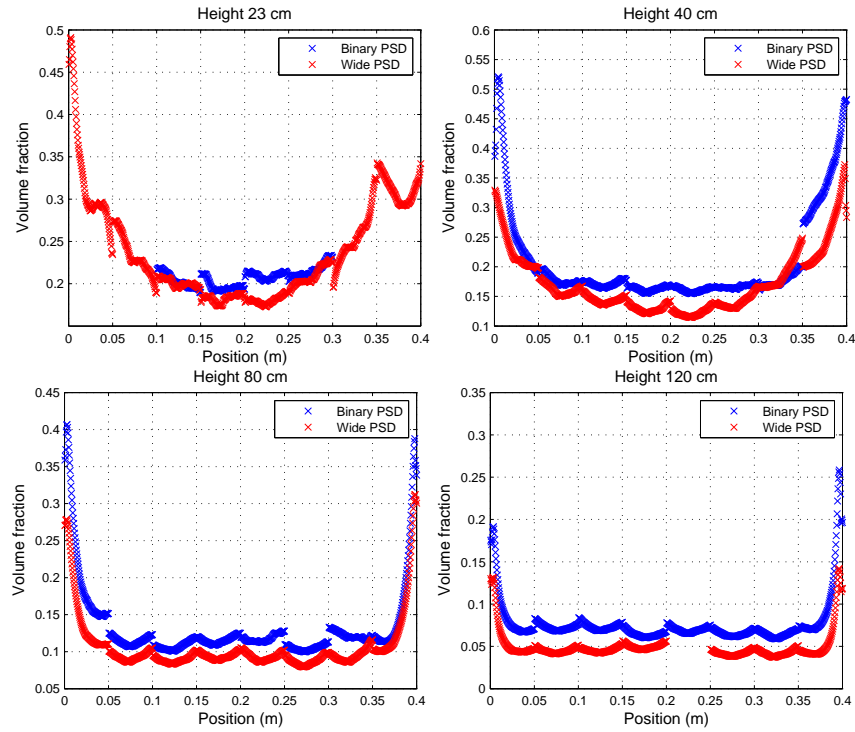 Height 23 cm
0.5
0.45
0.4
0.35
0.3
0.25
0.2
Volume fraction
0 0.05 0.1 0.15 0.2 0.25 0.3 0.35 0.4
Position (m)
Binary PSD
Wide PSD
Height 40 cm
0.6
0.55
0.5
0.45
0.4
0.35
0.3
0.25
0.2
0.15
0.1
Volume fraction
0 0.05 0.1 0.15 0.2 0.25 0.3 0.35 0.4
Position (m)
Binary PSD
Wide PSD
Height 80 cm
0.45
0.4
0.35
0.3
0.25
0.2
0.15
0.1
0.05
Volume fraction
0 0.05 0.1 0.15 0.2 0.25 0.3 0.35 0.4
Position (m)
Binary PSD
Wide PSD
Height 120 cm
0.35
0.3
0.25
0.2
0.15
0.1
0.05
0
Volume fraction
0 0.05 0.1 0.15 0.2 0.25 0.3 0.35 0.4
Position (m)
Binary PSD
Wide PSD